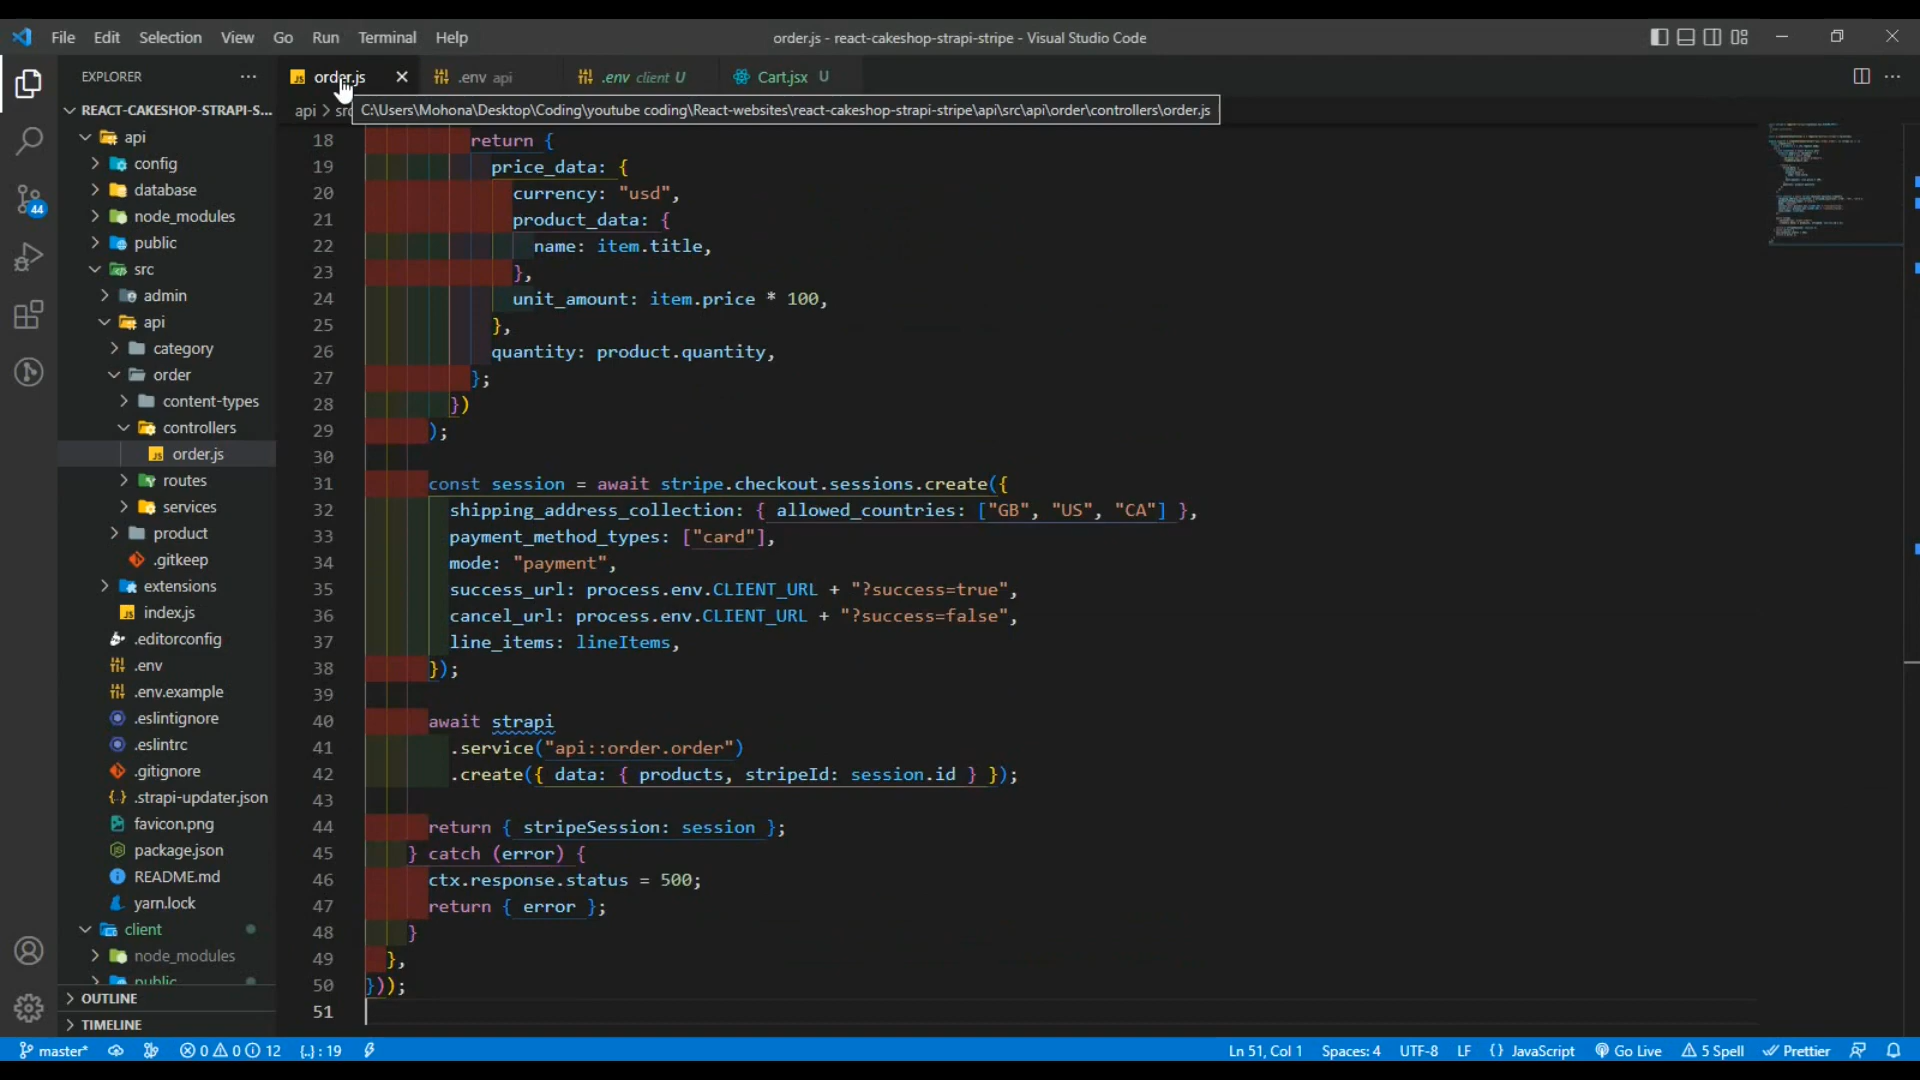 File Edit Selection View Go Run Terminal Help
order.js - react-cakeshop-strapi-stripe - Visual Studio Code
EXPLORER
order.js
.env api
.env client U
Cart.jsx U
REACT-CAKESHOP-STRAPI-S...
api > src
C:\Users\Mohona\Desktop\Coding\youtube coding\React-websites\react-cakeshop-strapi-stripe\api\src\api\order\controllers\order.js
api
config
database
node_modules
public
src
admin
api
category
order
content-types
controllers
order.js
routes
services
product
.gitkeep
extensions
index.js
.editorconfig
.env
.env.example
.eslintignore
.eslintrc
.gitignore
.strapi-updater.json
favicon.png
package.json
README.md
yarn.lock
client
node_modules
public
OUTLINE
TIMELINE
44
18 return {
19 price_data: {
20 currency: "usd",
21 product_data: {
22 name: item.title,
23 },
24 unit_amount: item.price * 100,
25 },
26 quantity: product.quantity,
27 };
28 })
29 );
30
31 const session = await stripe.checkout.sessions.create({
32 shipping_address_collection: { allowed_countries: ["GB", "US", "CA"] },
33 payment_method_types: ["card"],
34 mode: "payment",
35 success_url: process.env.CLIENT_URL + "?success=true",
36 cancel_url: process.env.CLIENT_URL + "?success=false",
37 line_items: lineItems,
38 });
39
40 await strapi
41 .service("api::order.order")
42 .create({ data: { products, stripeId: session.id } });
43
44 return { stripeSession: session };
45 } catch (error) {
46 ctx.response.status = 500;
47 return { error };
48 }
49 },
50 }));
51
master* 0 0 12 {..} : 19
Ln 51, Col 1 Spaces: 4 UTF-8 LF {} JavaScript Go Live 5 Spell Prettier